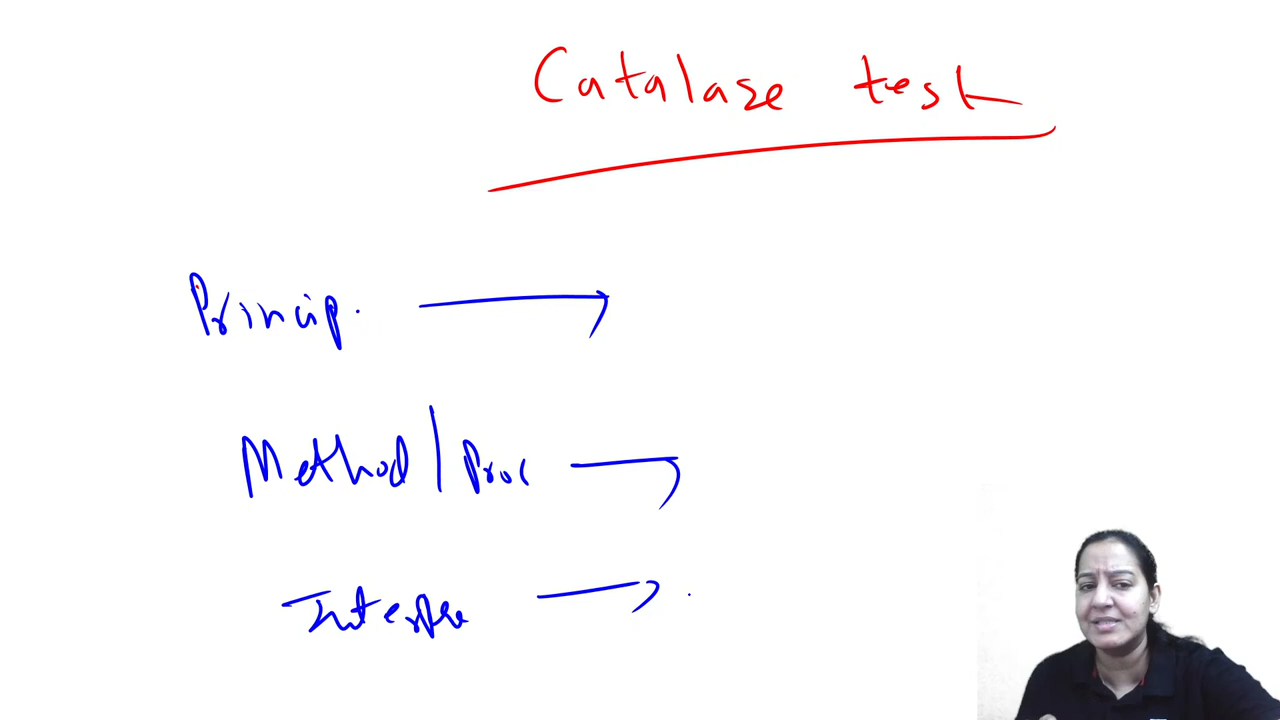 Catalase test
Princip.
Method | Proc
Interpre